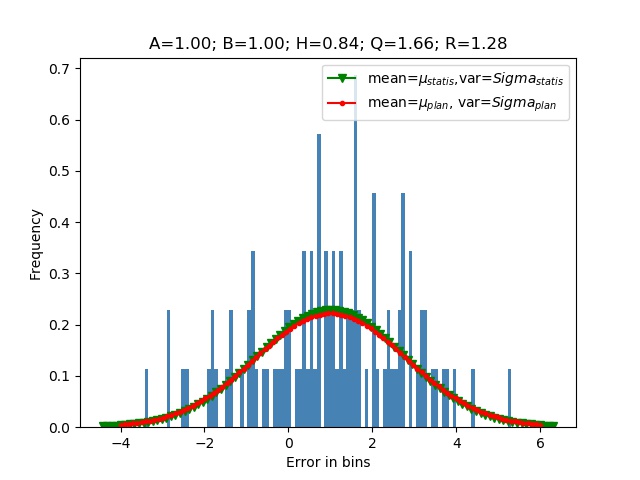 A=1.00; B=1.00; H=0.84; Q=1.66; R=1.28
0.7
0.6
0.5
0.4
0.3
0.2
0.1
0.0
Frequency
mean=μstatis,var=Sigmastatis
mean=μplan, var=Sigmaplan
−4 −2 0 2 4 6
Error in bins